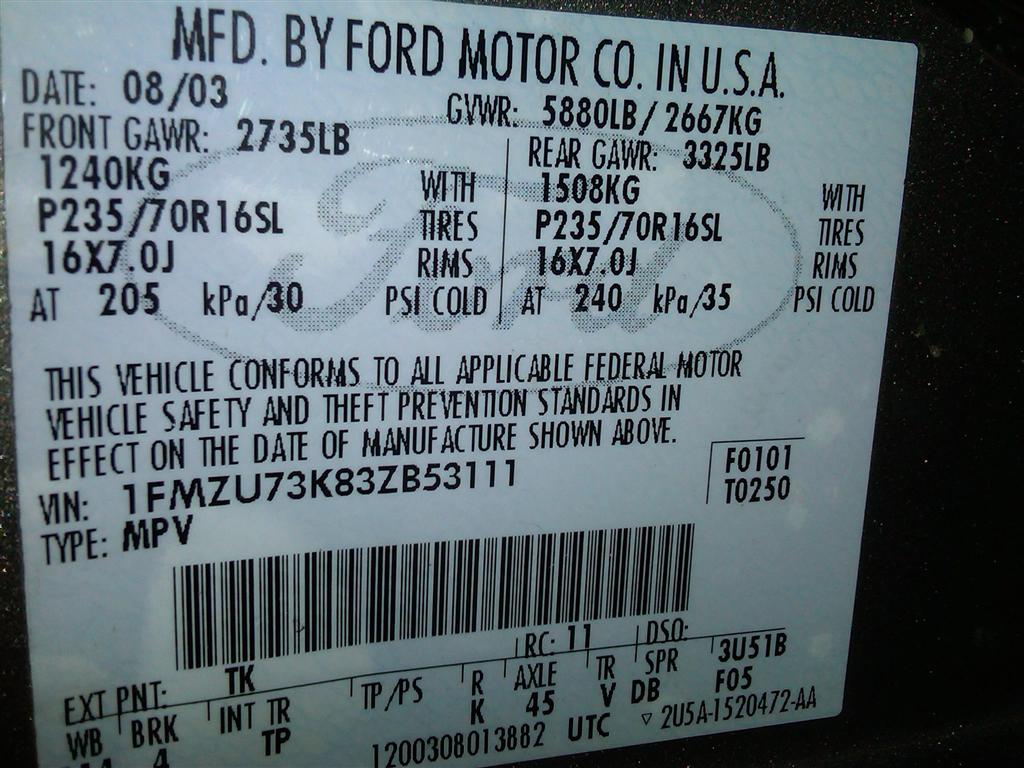 MFD. BY FORD MOTOR CO. IN U.S.A.
DATE: 08/03 GVWR: 5880LB/2667KG
FRONT GAWR: 2735LB REAR GAWR: 3325LB
1240KG WITH 1508KG WITH
P235/70R16SL TIRES P235/70R16SL TIRES
16X7.0J RIMS 16X7.0J RIMS
AT 205 kPa/30 PSI COLD AT 240 kPa/35 PSI COLD
Ford
THIS VEHICLE CONFORMS TO ALL APPLICABLE FEDERAL MOTOR
VEHICLE SAFETY AND THEFT PREVENTION STANDARDS IN
EFFECT ON THE DATE OF MANUFACTURE SHOWN ABOVE.
VIN: 1FMZU73K83ZB53111 F0101
TYPE: MPV T0250
EXT PNT: TK RC: 11 DSO:
WB BRK INT TR TP/PS R AXLE TR SPR 3U51B
4 TP K 45 V DB F05
1200308013882 UTC ▽ 2U5A-1520472-AA